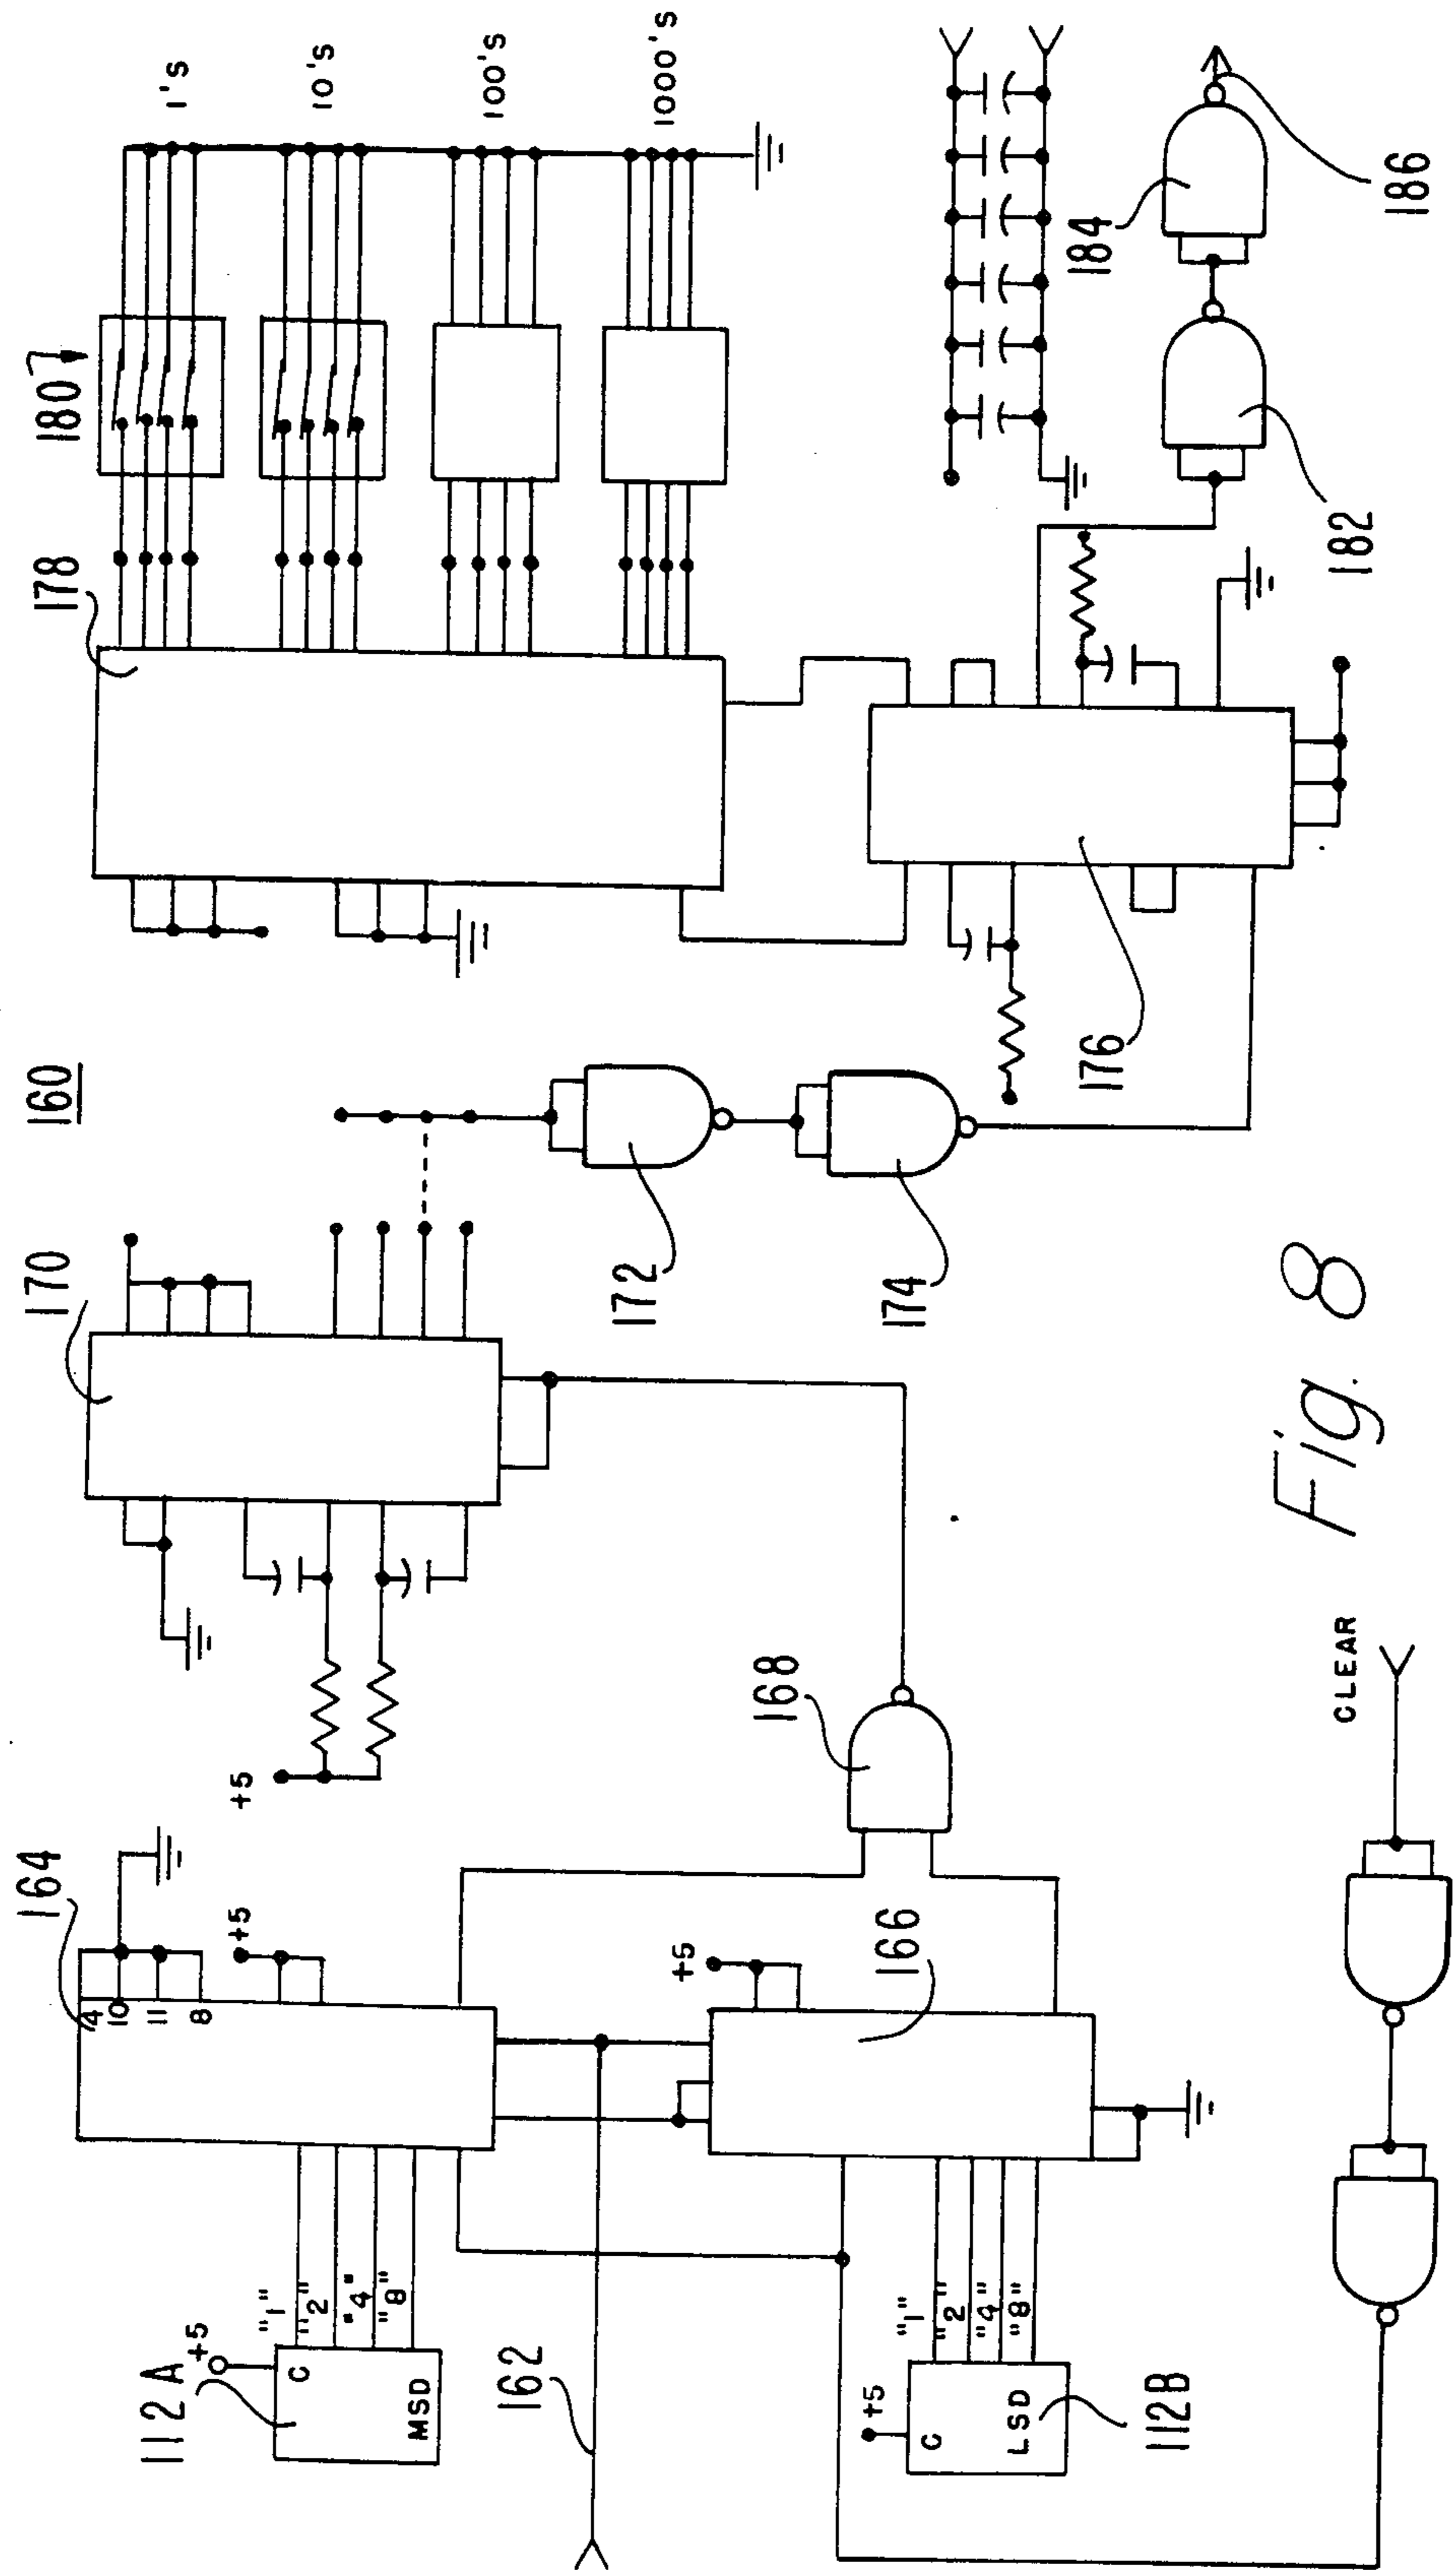 160
112A
+5
C
MSD
"1"
"2"
"4"
"8"
164
4
10
11
8
+5
+5
170
178
180
1's
10's
100's
1000's
162
+5
C
LSD
112B
"1"
"2"
"4"
"8"
+5
166
168
172
174
176
182
184
186
CLEAR
Fig. 8